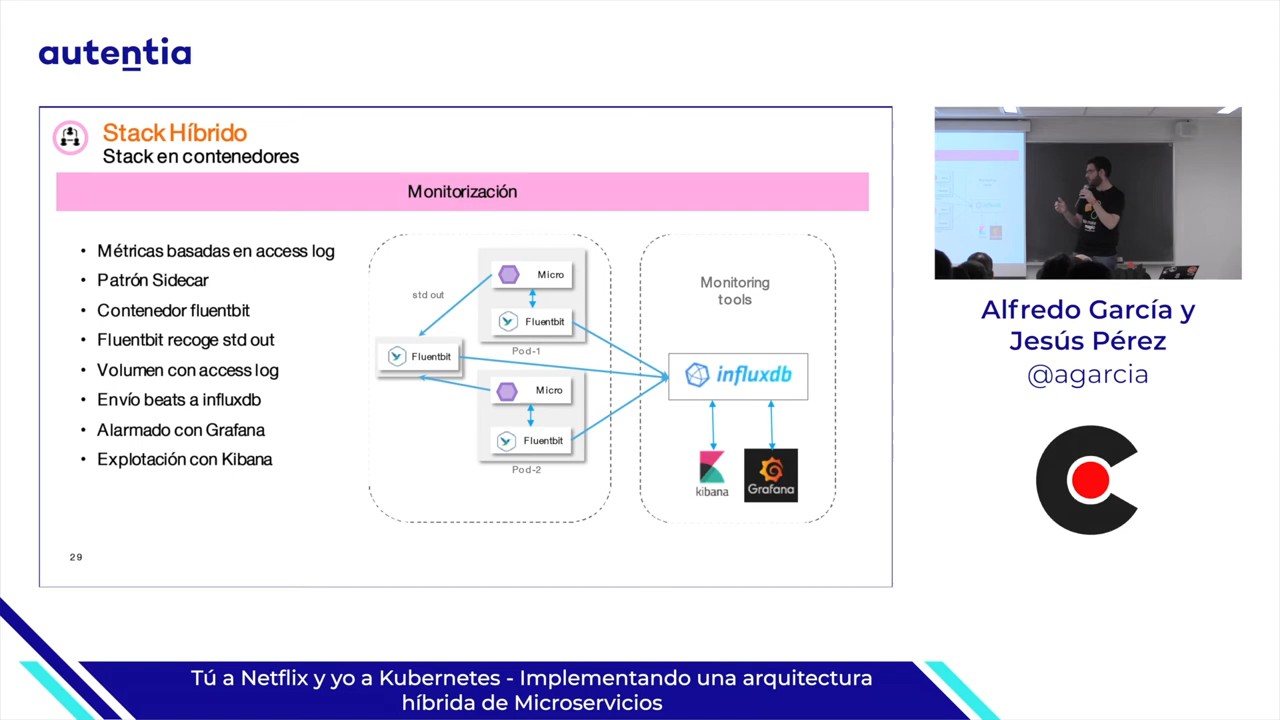 autentia
Stack Híbrido
Stack en contenedores
Monitorización
• Métricas basadas en access log
• Patrón Sidecar
• Contenedor fluentbit
• Fluentbit recoge std out
• Volumen con access log
• Envío beats a influxdb
• Alarmado con Grafana
• Explotación con Kibana
std out
Micro
Fluentbit
Pod-1
Fluentbit
Micro
Fluentbit
Pod-2
Monitoring
tools
influxdb
kibana
Grafana
29
Alfredo García y
Jesús Pérez
@agarcia
Tú a Netflix y yo a Kubernetes - Implementando una arquitectura
híbrida de Microservicios